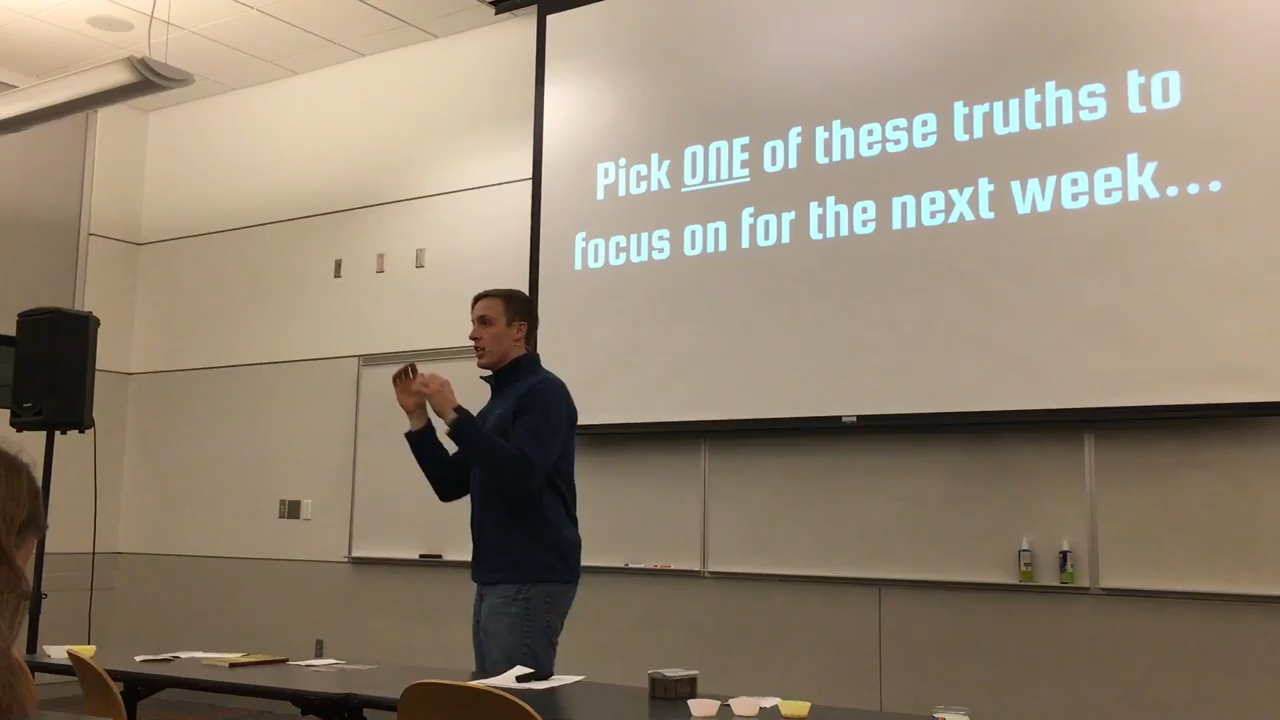 Pick ONE of these truths to
focus on for the next week...